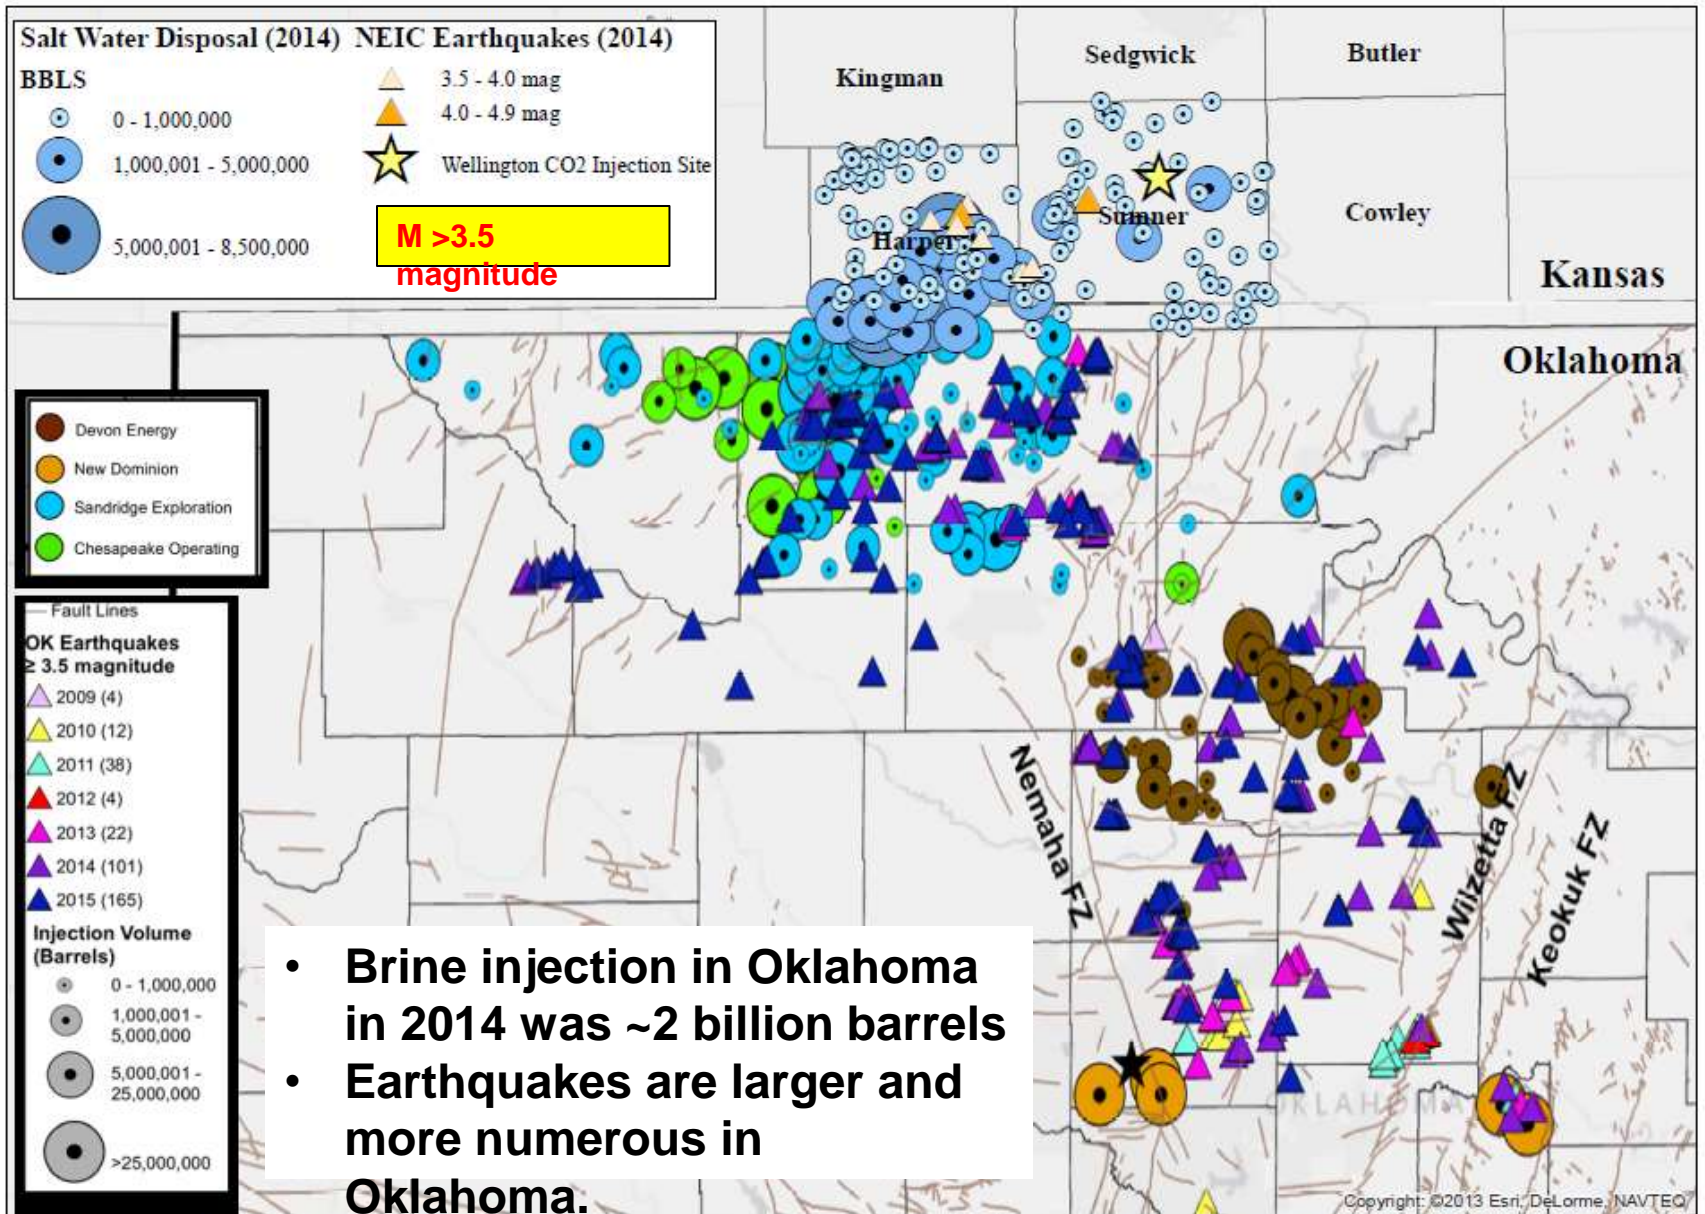 Salt Water Disposal (2014) NEIC Earthquakes (2014)
BBLS
0 - 1,000,000
1,000,001 - 5,000,000
5,000,001 - 8,500,000
3.5 - 4.0 mag
4.0 - 4.9 mag
Wellington CO2 Injection Site
M >3.5
magnitude
Kingman
Sedgwick
Butler
Harper
Sumner
Cowley
Kansas
Oklahoma
Devon Energy
New Dominion
Sandridge Exploration
Chesapeake Operating
Fault Lines
OK Earthquakes
≥ 3.5 magnitude
2009 (4)
2010 (12)
2011 (38)
2012 (4)
2013 (22)
2014 (101)
2015 (165)
Injection Volume
(Barrels)
0 - 1,000,000
1,000,001 -
5,000,000
5,000,001 -
25,000,000
>25,000,000
Nemaha FZ
Wilzetta FZ
Keokuk FZ
• Brine injection in Oklahoma
in 2014 was ~2 billion barrels
• Earthquakes are larger and
more numerous in
Oklahoma.
OKLAHOMA
Copyright: ©2013 Esri, DeLorme, NAVTEQ